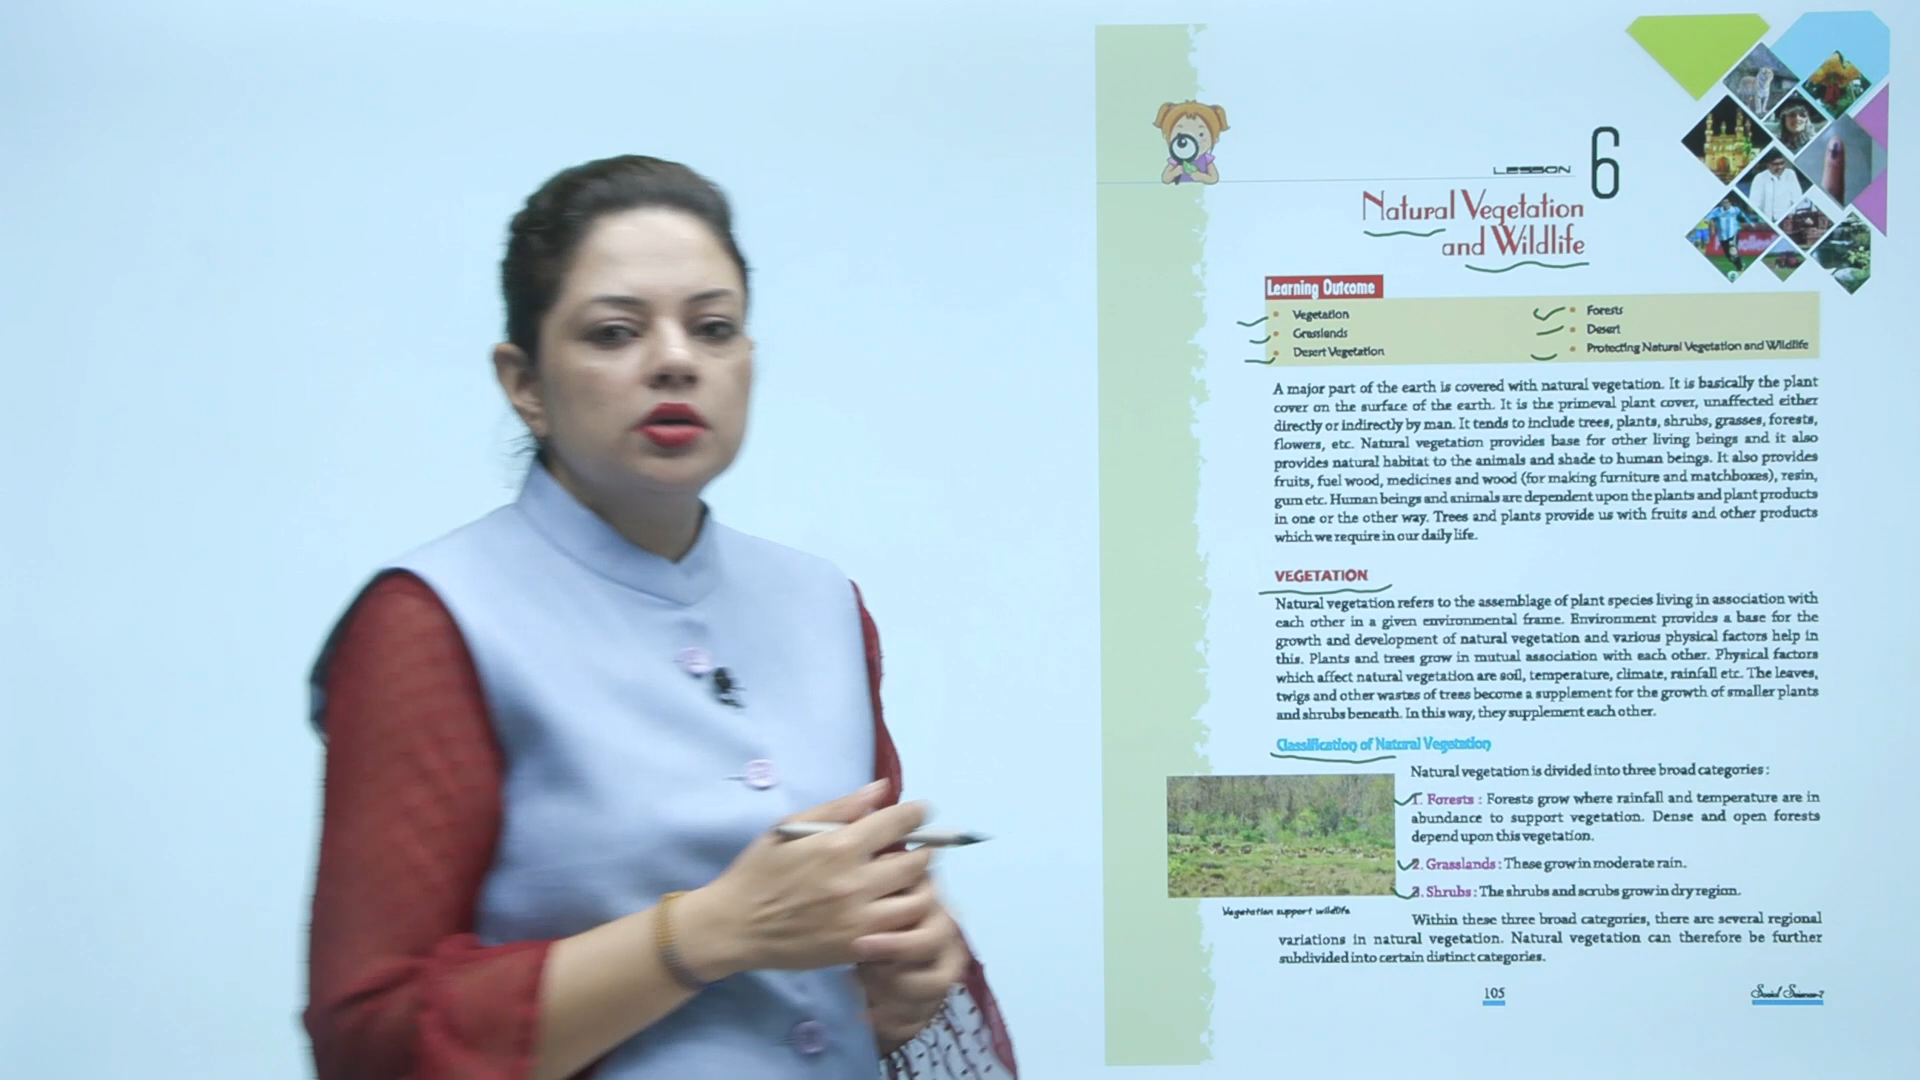 LESSON 6
Natural Vegetation
and Wildlife
Learning Outcome
• Vegetation
• Grasslands
• Desert Vegetation
• Forests
• Desert
• Protecting Natural Vegetation and Wildlife
A major part of the earth is covered with natural vegetation. It is basically the plant
cover on the surface of the earth. It is the primeval plant cover, unaffected either
directly or indirectly by man. It tends to include trees, plants, shrubs, grasses, forests,
flowers, etc. Natural vegetation provides base for other living beings and it also
provides natural habitat to the animals and shade to human beings. It also provides
fruits, fuel wood, medicines and wood (for making furniture and matchboxes), resin,
gum etc. Human beings and animals are dependent upon the plants and plant products
in one or the other way. Trees and plants provide us with fruits and other products
which we require in our daily life.
VEGETATION
Natural vegetation refers to the assemblage of plant species living in association with
each other in a given environmental frame. Environment provides a base for the
growth and development of natural vegetation and various physical factors help in
this. Plants and trees grow in mutual association with each other. Physical factors
which affect natural vegetation are soil, temperature, climate, rainfall etc. The leaves,
twigs and other wastes of trees become a supplement for the growth of smaller plants
and shrubs beneath. In this way, they supplement each other.
Classification of Natural Vegetation
Natural vegetation is divided into three broad categories :
1. Forests : Forests grow where rainfall and temperature are in
abundance to support vegetation. Dense and open forests
depend upon this vegetation.
2. Grasslands : These grow in moderate rain.
3. Shrubs : The shrubs and scrubs grow in dry region.
Vegetation support wildlife
Within these three broad categories, there are several regional
variations in natural vegetation. Natural vegetation can therefore be further
subdivided into certain distinct categories.
105
Social Science-7